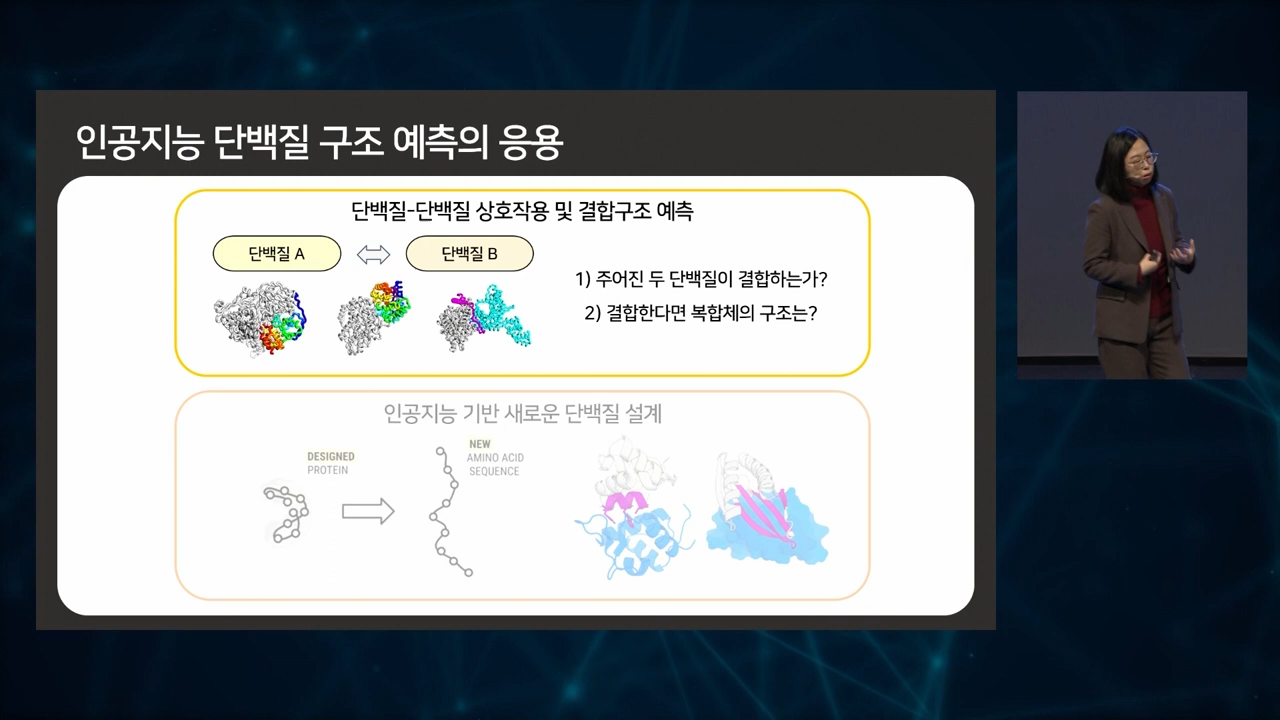 인공지능 단백질 구조 예측의 응용
단백질-단백질 상호작용 및 결합구조 예측
단백질 A
단백질 B
1) 주어진 두 단백질이 결합하는가?
2) 결합한다면 복합체의 구조는?
인공지능 기반 새로운 단백질 설계
DESIGNED
PROTEIN
NEW
AMINO ACID
SEQUENCE